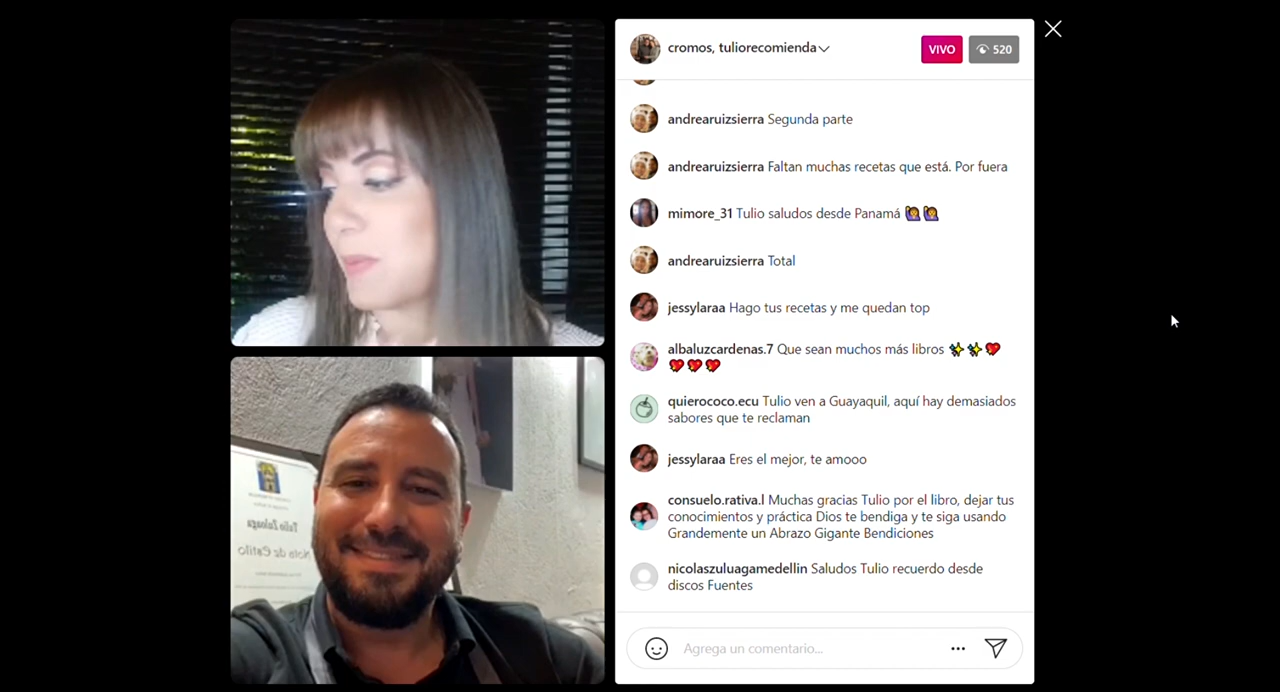 cromos, tuliorecomienda
VIVO
520
andrearuizsierra Segunda parte
andrearuizsierra Faltan muchas recetas que está. Por fuera
mimore_31 Tulio saludos desde Panamá 🙋‍♀️🙋‍♀️
andrearuizsierra Total
jessylaraa Hago tus recetas y me quedan top
albaluzcardenas.7 Que sean muchos más libros ✨✨💖
💖💖💖
quierococo.ecu Tulio ven a Guayaquil, aquí hay demasiados
sabores que te reclaman
jessylaraa Eres el mejor, te amooo
consuelo.rativa.l Muchas gracias Tulio por el libro, dejar tus
conocimientos y práctica Dios te bendiga y te siga usando
Grandemente un Abrazo Gigante Bendiciones
nicolaszuluagamedellin Saludos Tulio recuerdo desde
discos Fuentes
Agrega un comentario...
Tulio Zuloaga
Nota de Estilo